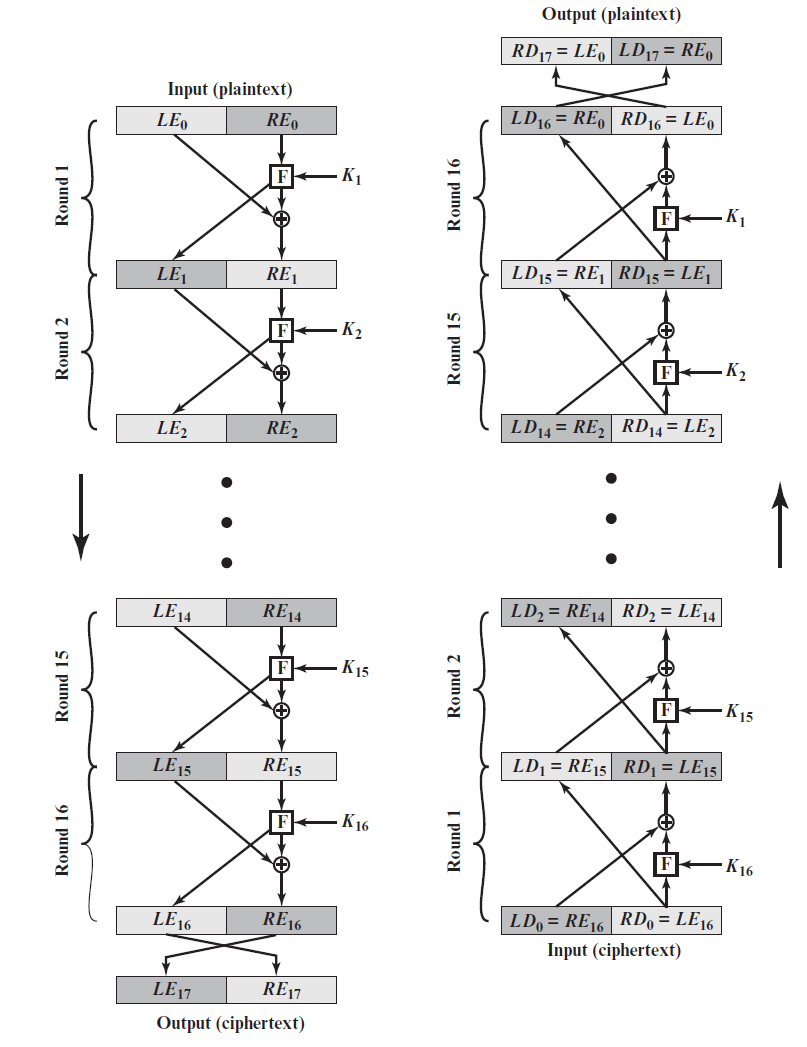 Input (plaintext)
LE0 RE0
Round 1
F K1
LE1 RE1
Round 2
F K2
LE2 RE2
LE14 RE14
Round 15
F K15
LE15 RE15
Round 16
F K16
LE16 RE16
LE17 RE17
Output (ciphertext)
Output (plaintext)
RD17 = LE0 LD17 = RE0
LD16 = RE0 RD16 = LE0
Round 16
F K1
LD15 = RE1 RD15 = LE1
Round 15
F K2
LD14 = RE2 RD14 = LE2
LD2 = RE14 RD2 = LE14
Round 2
F K15
LD1 = RE15 RD1 = LE15
Round 1
F K16
LD0 = RE16 RD0 = LE16
Input (ciphertext)